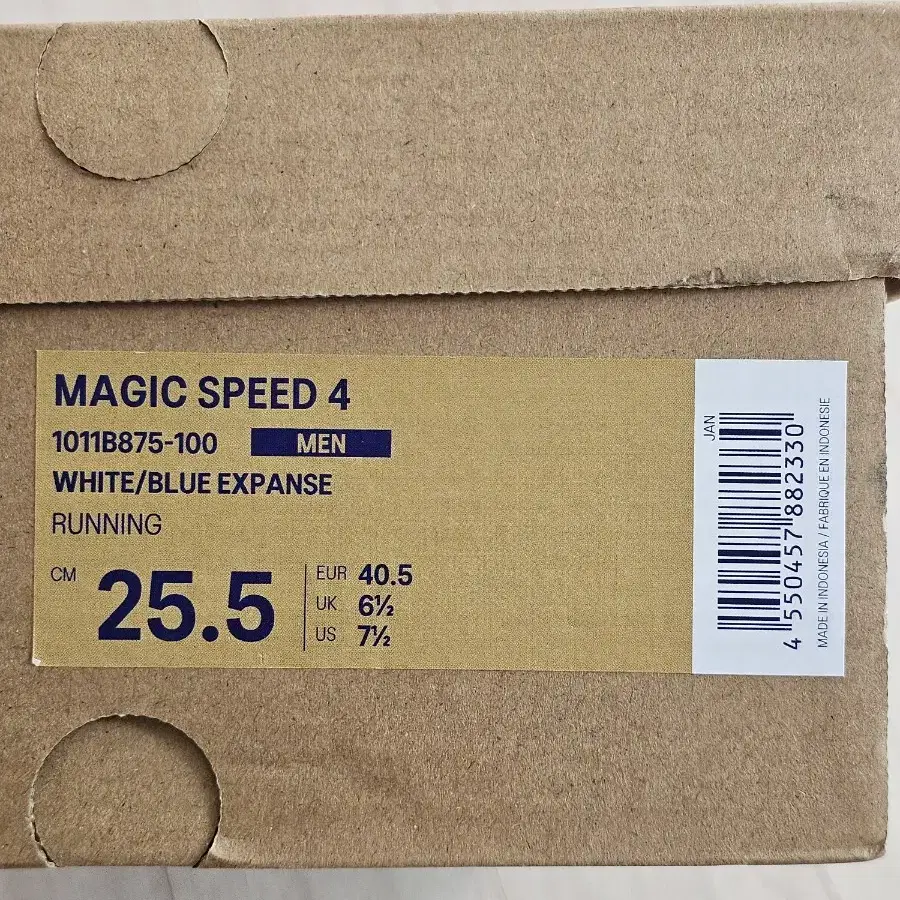 MAGIC SPEED 4
1011B875-100 MEN
WHITE/BLUE EXPANSE
RUNNING
CM 25.5
EUR 40.5
UK 6½
US 7½
JAN
4 550457 882330
MADE IN INDONESIA / FABRIQUE EN INDONESIE